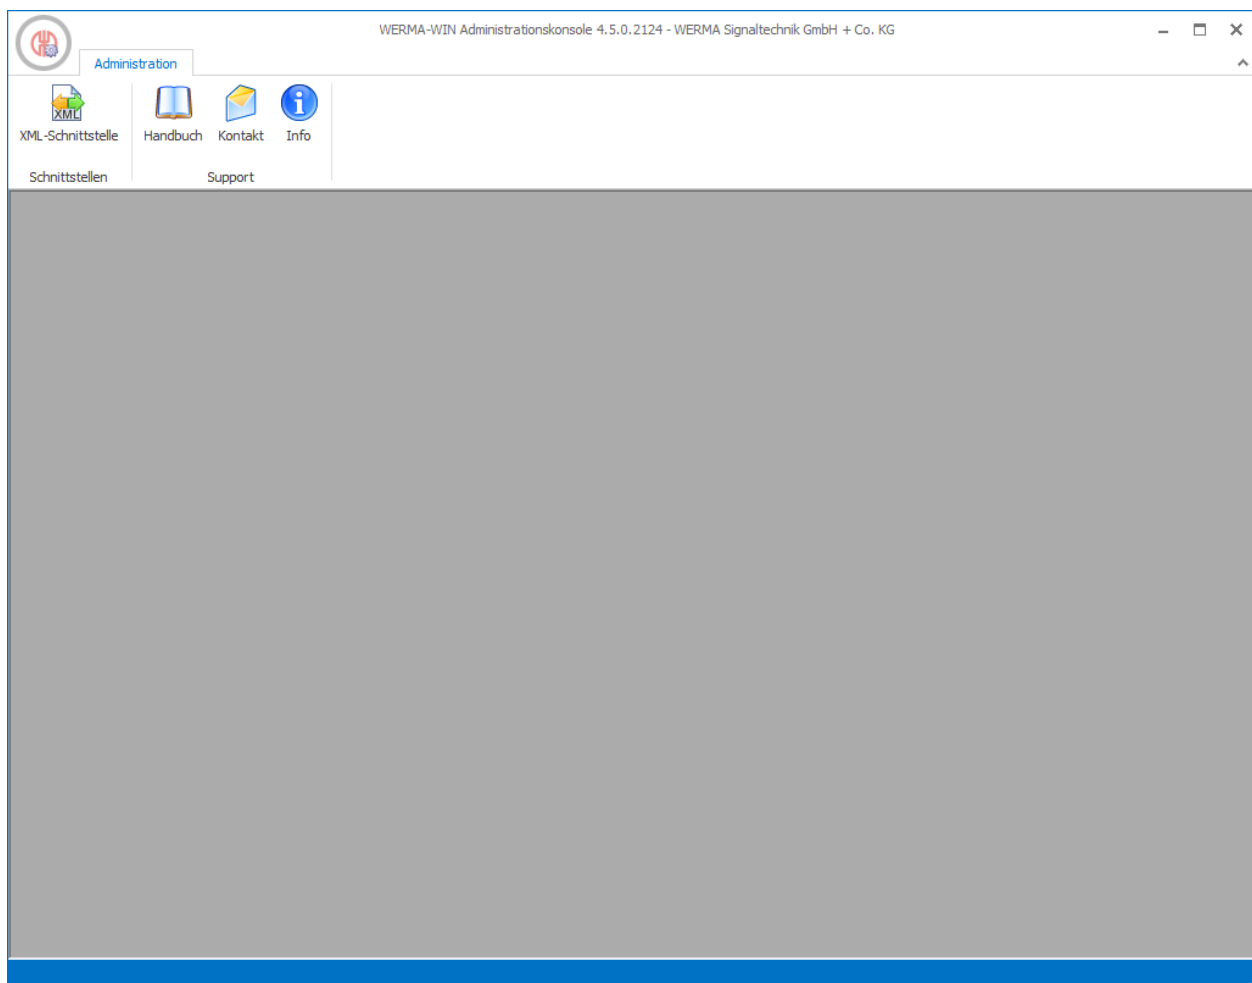 WERMA-WIN Administrationskonsole 4.5.0.2124 - WERMA Signaltechnik GmbH + Co. KG
Administration
XML
XML-Schnittstelle
Handbuch
Kontakt
Info
Schnittstellen
Support